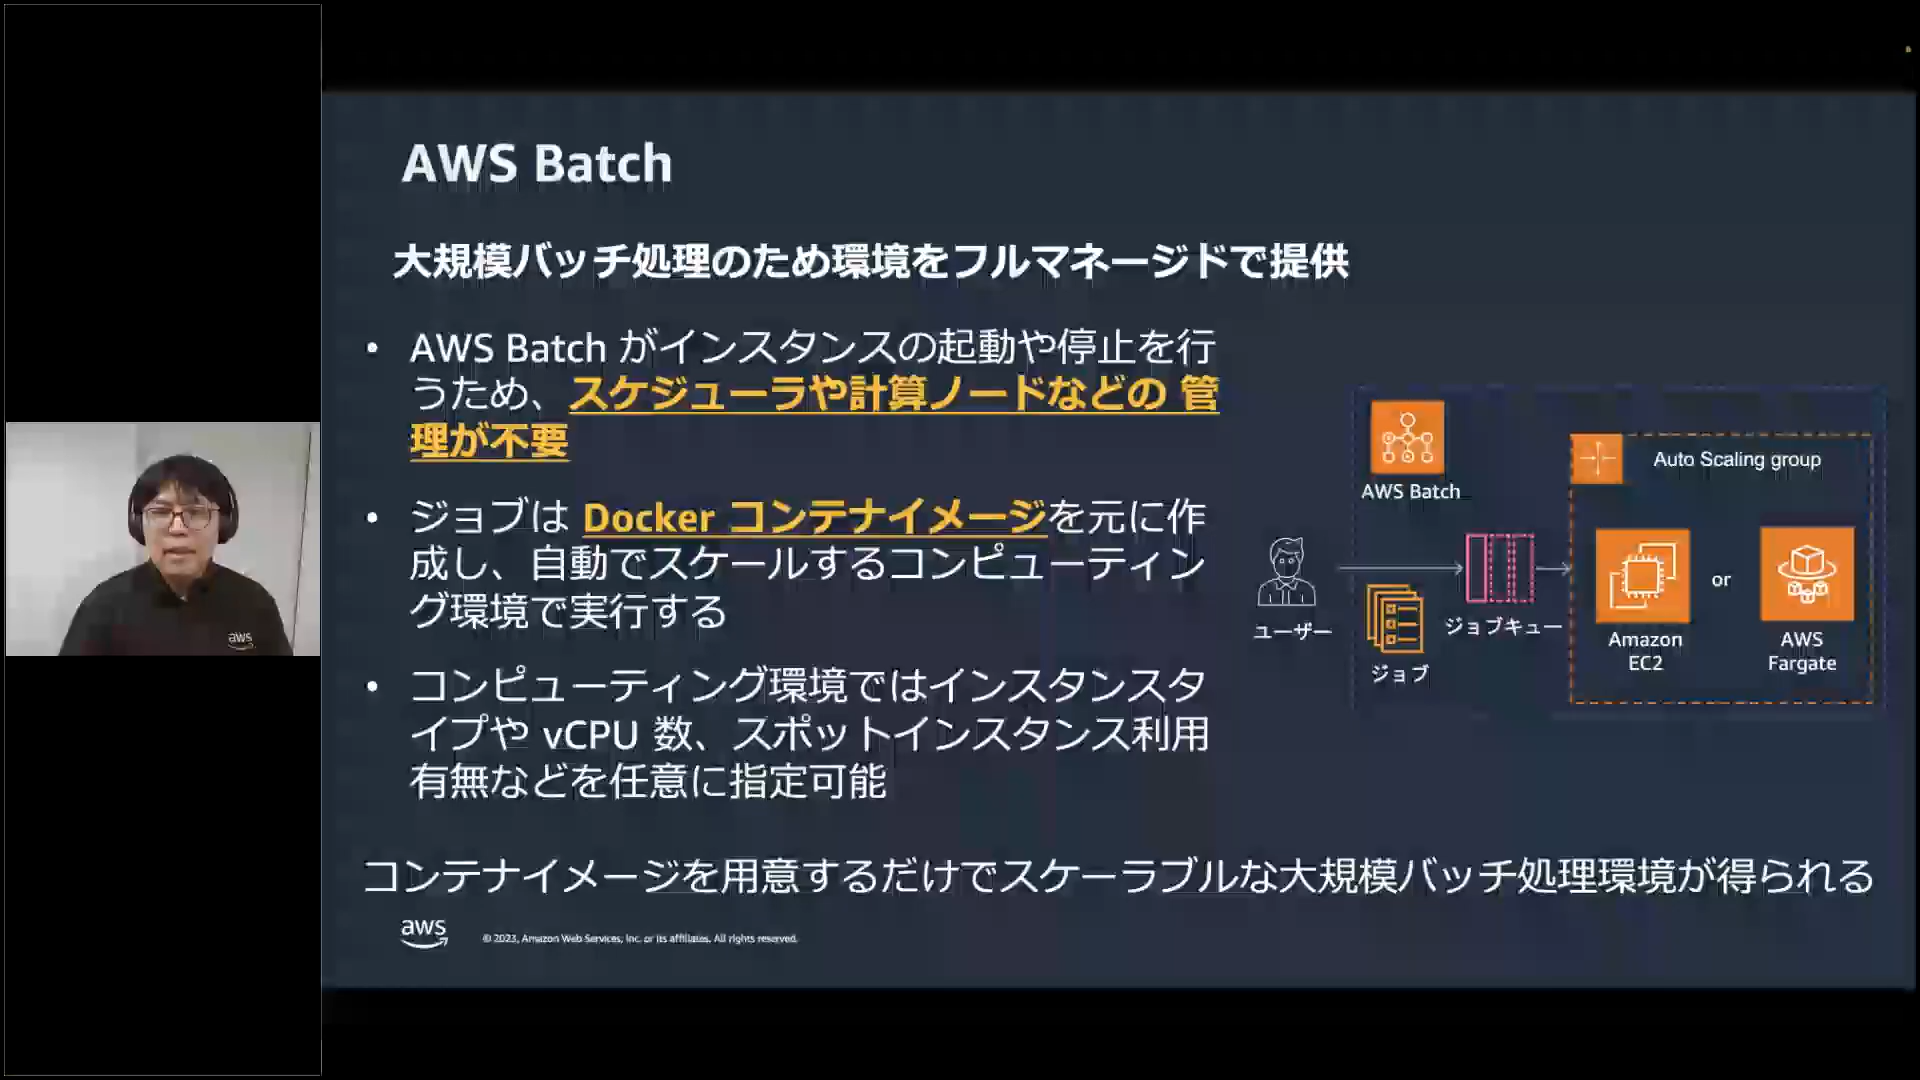 AWS Batch
大規模バッチ処理のため環境をフルマネージドで提供
• AWS Batch がインスタンスの起動や停止を行
うため、スケジューラや計算ノードなどの 管
理が不要
• ジョブは Docker コンテナイメージを元に作
成し、自動でスケールするコンピューティン
グ環境で実行する
• コンピューティング環境ではインスタンスタ
イプや vCPU 数、スポットインスタンス利用
有無などを任意に指定可能
AWS Batch
Auto Scaling group
ユーザー
ジョブ
ジョブキュー
Amazon
EC2
or
AWS
Fargate
コンテナイメージを用意するだけでスケーラブルな大規模バッチ処理環境が得られる
aws
© 2023, Amazon Web Services, Inc. or its affiliates. All rights reserved.
aws